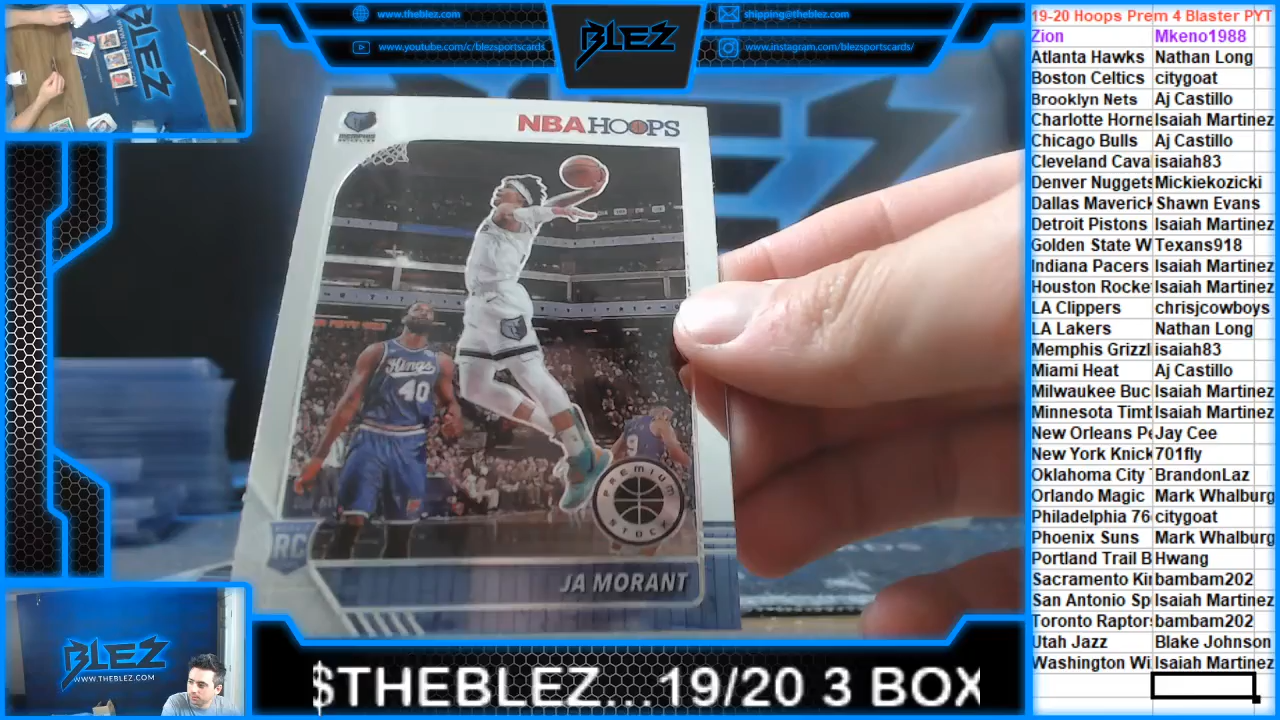 www.theblez.com
shipping@theblez.com
www.youtube.com/c/blezsportscards
www.instagram.com/blezsportscards/
BLEZ
BLEZ
NBA HOOPS
Kings
40
9
PREMIUM
STOCK
RC
JA MORANT
BLEZ
WWW.THEBLEZ.COM
$THEBLEZ...19/20 3 BOX
19-20 Hoops Prem 4 Blaster PYT
Zion Mkeno1988
Atlanta Hawks Nathan Long
Boston Celtics citygoat
Brooklyn Nets Aj Castillo
Charlotte Horne Isaiah Martinez
Chicago Bulls Aj Castillo
Cleveland Cava isaiah83
Denver Nuggets Mickiekozicki
Dallas Maverick Shawn Evans
Detroit Pistons Isaiah Martinez
Golden State W Texans918
Indiana Pacers Isaiah Martinez
Houston Rocke Isaiah Martinez
LA Clippers chrisjcowboys
LA Lakers Nathan Long
Memphis Grizzl isaiah83
Miami Heat Aj Castillo
Milwaukee Buc Isaiah Martinez
Minnesota Timb Isaiah Martinez
New Orleans Pe Jay Cee
New York Knick 701fly
Oklahoma City T BrandonLaz
Orlando Magic Mark Whalburg
Philadelphia 76 citygoat
Phoenix Suns Mark Whalburg
Portland Trail B Hwang
Sacramento Kin bambam202
San Antonio Sp Isaiah Martinez
Toronto Raptors bambam202
Utah Jazz Blake Johnson
Washington Wi Isaiah Martinez